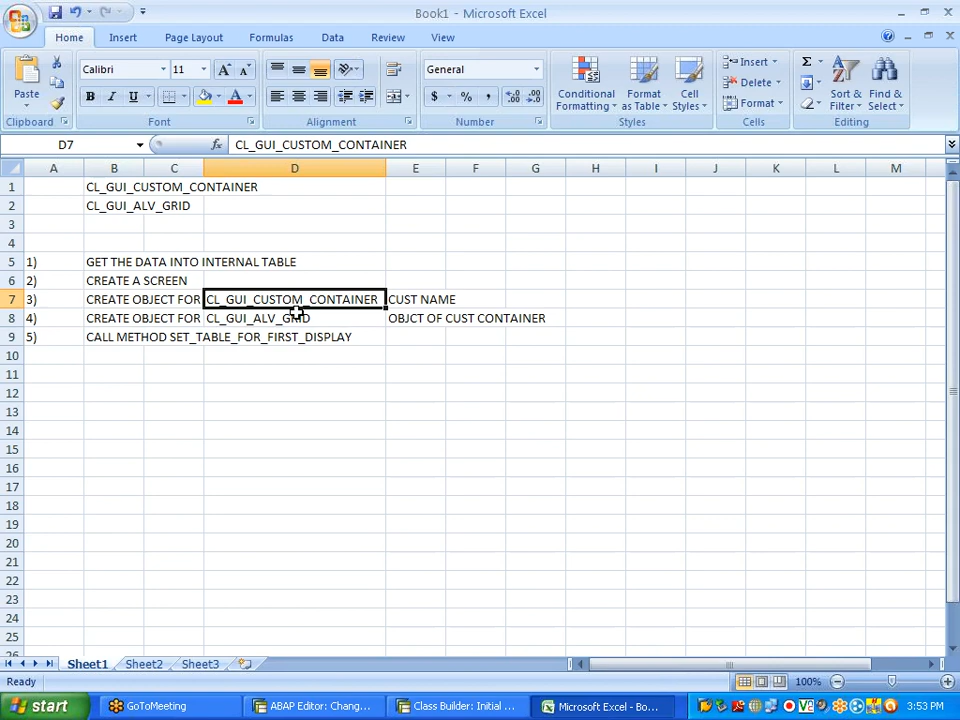 Book1 - Microsoft Excel
Home Insert Page Layout Formulas Data Review View
Paste
Calibri 11 A A
B I U A
General
$ % , .00 .0
Conditional Formatting
Format as Table
Cell Styles
Insert
Delete
Format
Σ
Sort & Filter
Find & Select
Clipboard Font Alignment Number Styles Cells Editing
D7 fx CL_GUI_CUSTOM_CONTAINER
A B C D E F G H I J K L M
1 CL_GUI_CUSTOM_CONTAINER
2 CL_GUI_ALV_GRID
3
4
5 1) GET THE DATA INTO INTERNAL TABLE
6 2) CREATE A SCREEN
7 3) CREATE OBJECT FOR CL_GUI_CUSTOM_CONTAINER CUST NAME
8 4) CREATE OBJECT FOR CL_GUI_ALV_GRID OBJCT OF CUST CONTAINER
9 5) CALL METHOD SET_TABLE_FOR_FIRST_DISPLAY
10
11
12
13
14
15
16
17
18
19
20
21
22
23
24
25
26
Sheet1 Sheet2 Sheet3
Ready 100%
start GoToMeeting ABAP Editor: Chang... Class Builder: Initial ... Microsoft Excel - Bo... 3:53 PM